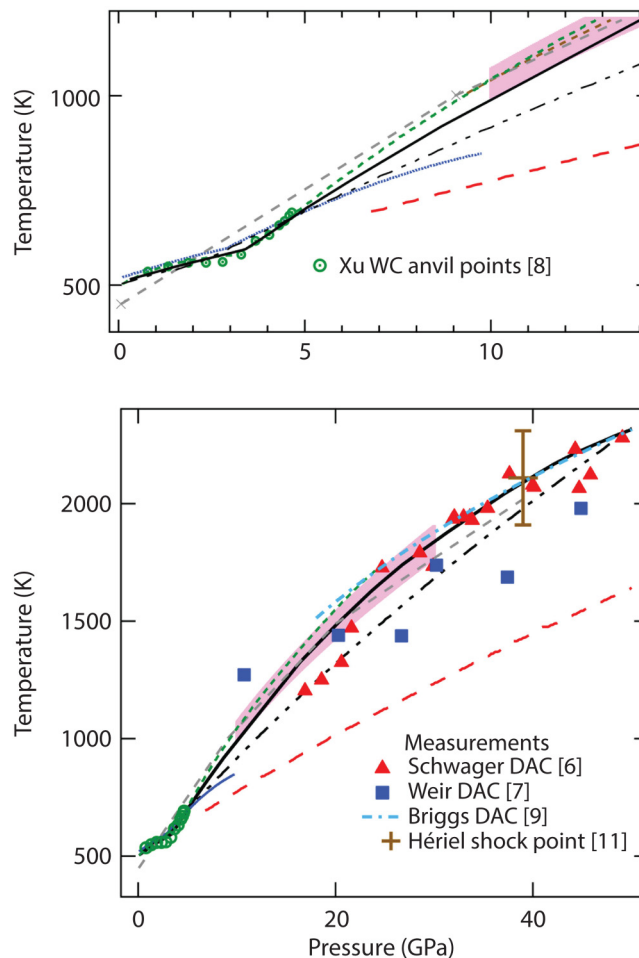 Temperature (K)
1000
500
Xu WC anvil points [8]
0
5
10
Temperature (K)
2000
1500
1000
500
Measurements
Schwager DAC [6]
Weir DAC [7]
Briggs DAC [9]
Hériel shock point [11]
0
20
40
Pressure (GPa)